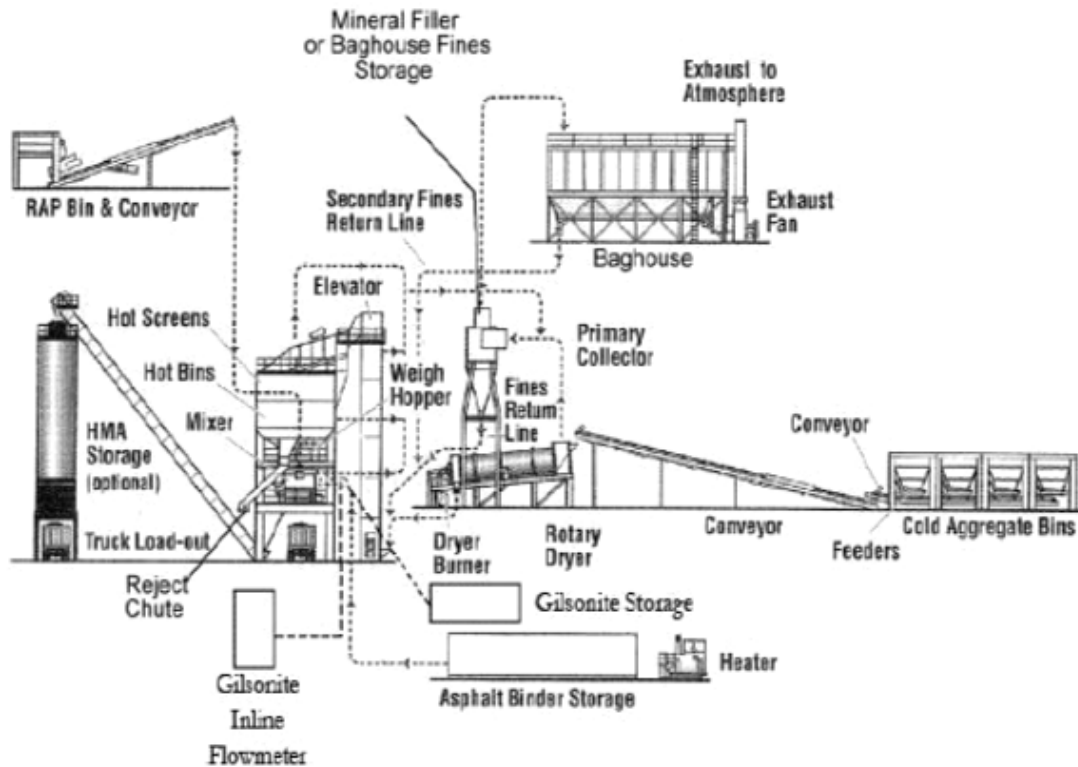 Mineral Filler
or Baghouse Fines
Storage
Exhaust to
Atmosphere
RAP Bin & Conveyor
Secondary Fines
Return Line
Exhaust
Fan
Baghouse
Elevator
Hot Screens
Primary
Collector
Hot Bins
Weigh
Hopper
Fines
Return
Line
Mixer
Conveyor
HMA
Storage
(optional)
Truck Load-out
Dryer
Burner
Rotary
Dryer
Conveyor
Feeders
Cold Aggregate Bins
Reject
Chute
Gilsonite Storage
Heater
Asphalt Binder Storage
Gilsonite
Inline
Flowmeter